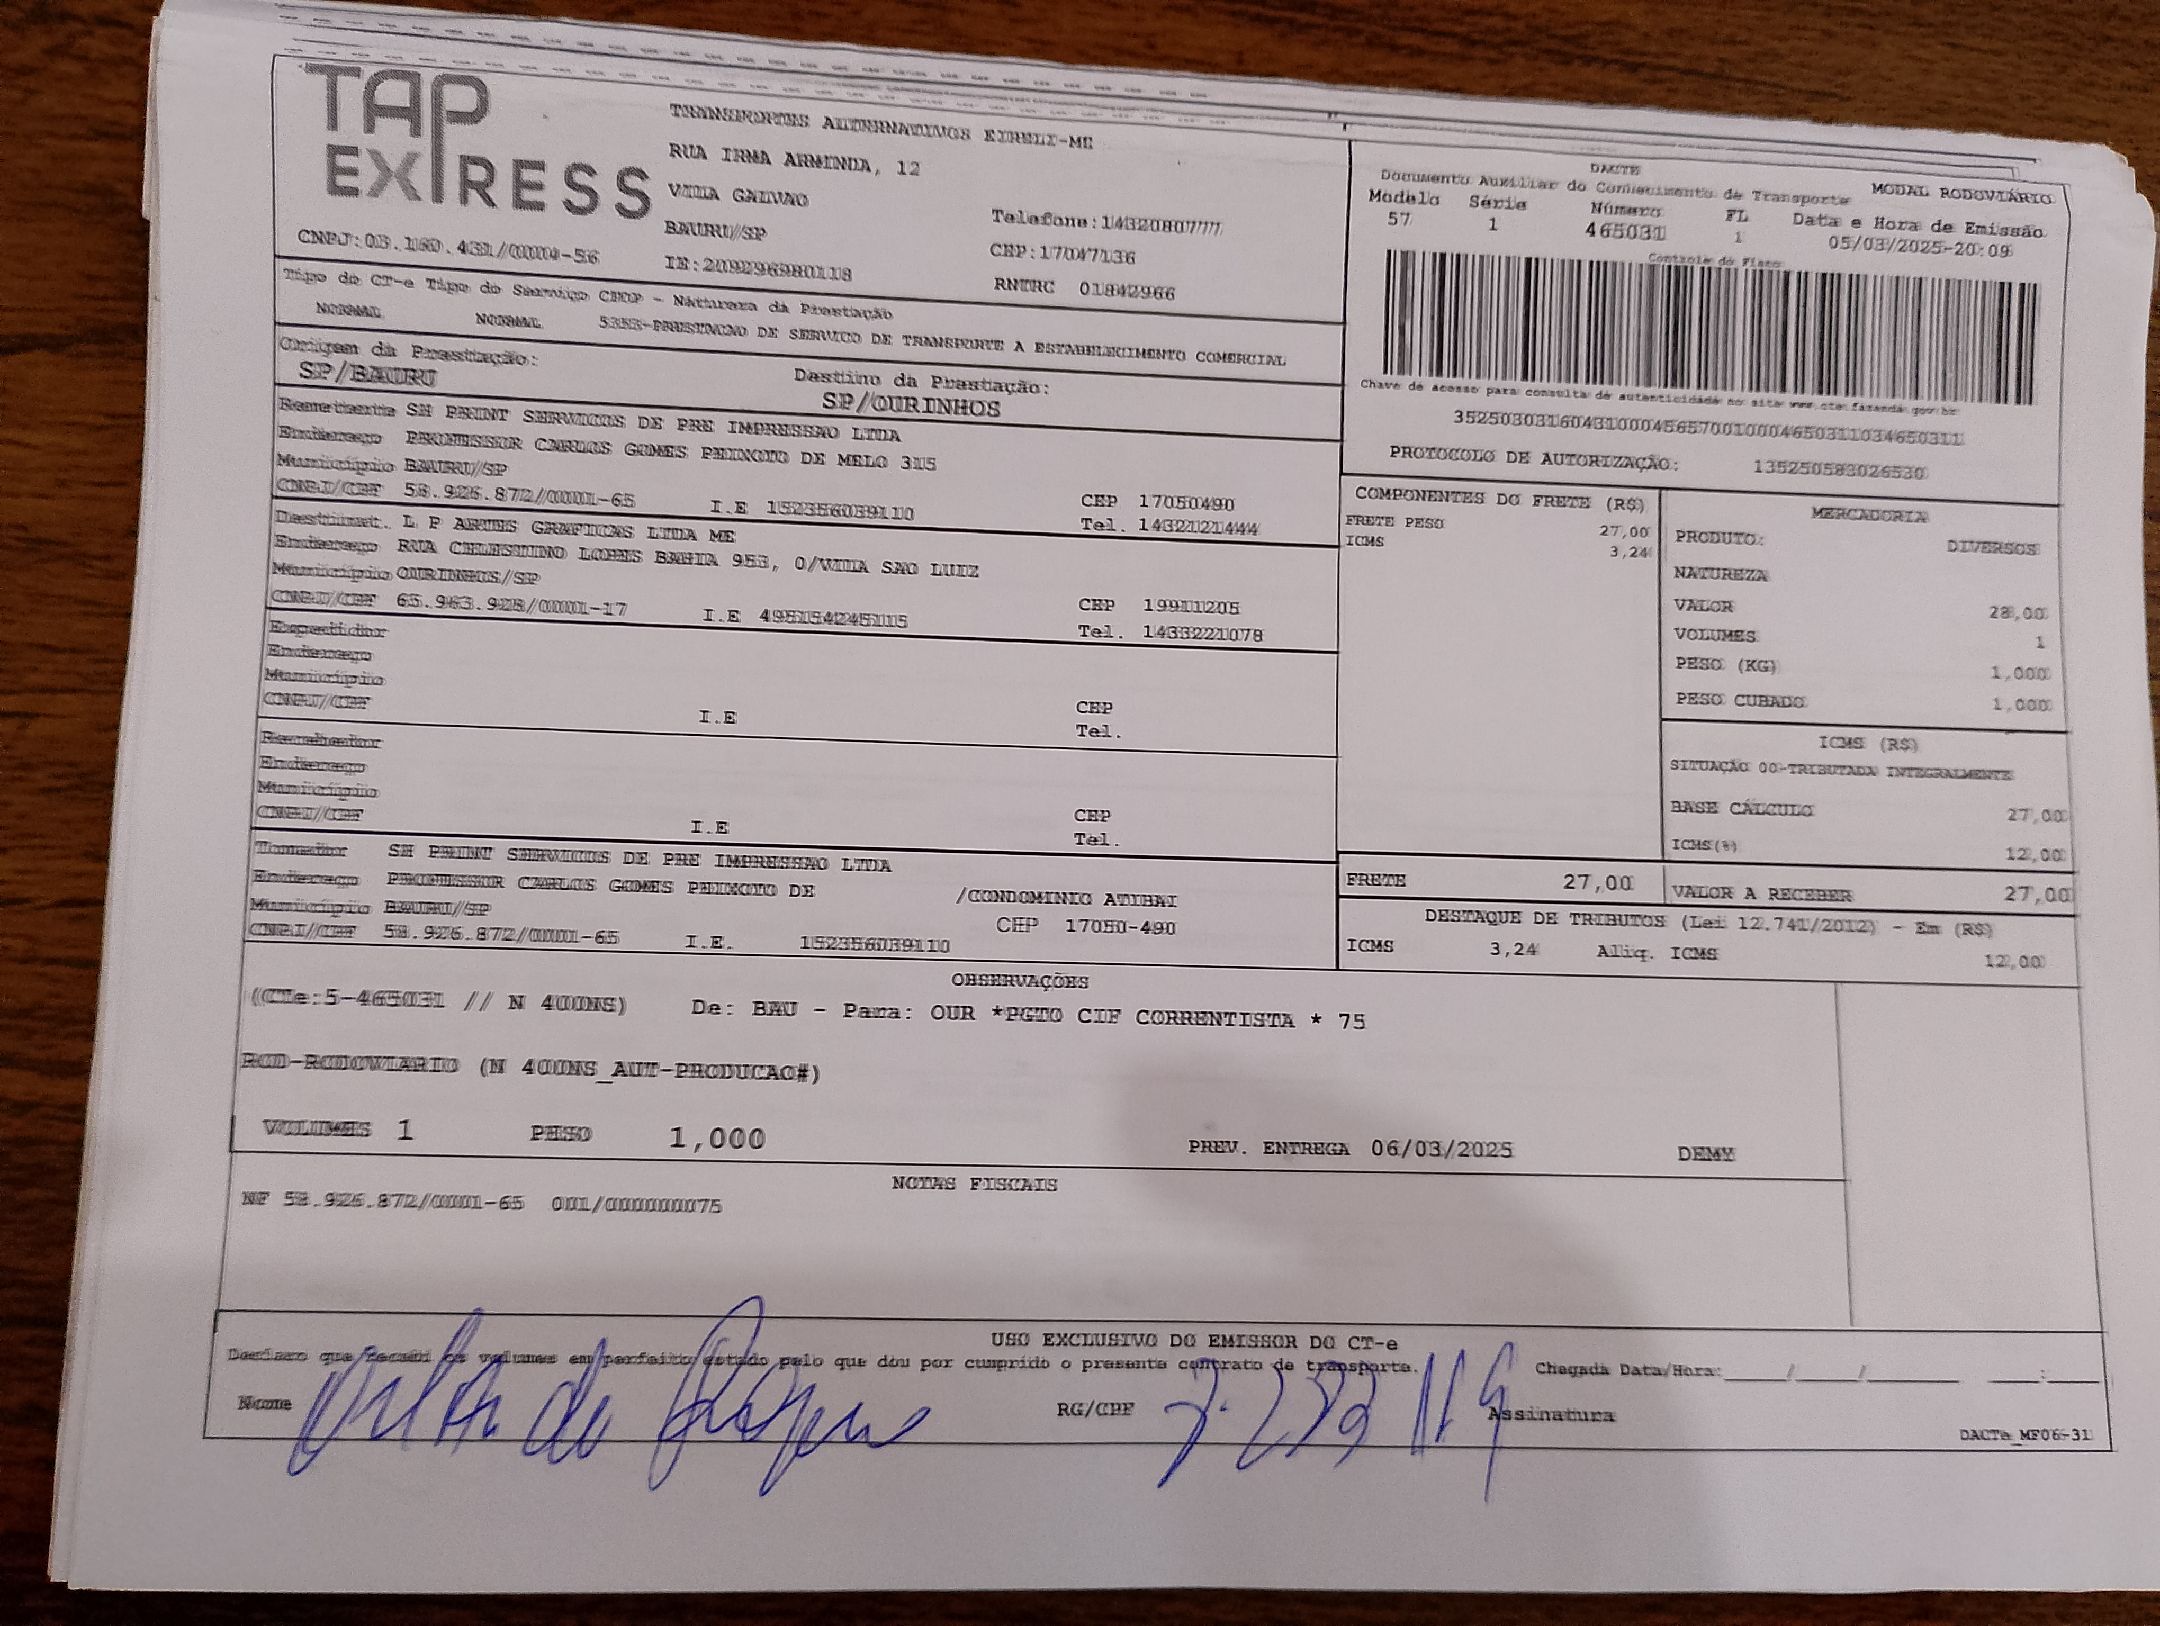 TAP
EXPRESS
TRANSPORTES ALTERNATIVOS EIRELI-ME
RUA IRMA ARMINDA, 12
VILLA GALVAO
BAURU/SP
Telefone:1432080777
CNPJ:03.160.431/0004-56
IE:209296980118
CEP:17047136
RNTRC 01842966
DACTE
Documento Auxiliar do Conhecimento de Transporte
MODAL RODOVIÁRIO
Modelo Série Número FL Data e Hora de Emissão
57 1 465031 1 05/03/2025-20:09
Controle do Fisco
Chave de acesso para consulta de autenticidade no site www.cte.fazenda.gov.br
35250303160431000456570010004650311034650311
PROTOCOLO DE AUTORIZAÇÃO: 135250583026530
Tipo do CT-e Tipo do Serviço CFOP - Natureza da Prestação
NORMAL NORMAL 5353-PRESTACAO DE SERVICO DE TRANSPORTE A ESTABELECIMENTO COMERCIAL
Origem da Prestação: Destino da Prestação:
SP/BAURU SP/OURINHOS
Remetente SH PRINT SERVICOS DE PRE IMPRESSAO LTDA
Endereço PROFESSOR CARLOS GOMES PEIXOTO DE MELO 315
Município BAURU/SP
CNPJ/CPF 58.926.872/0001-65 I.E 152356039110 CEP 17050490
Tel. 1432121444
Destinat. L P ARTES GRAFICAS LTDA ME
Endereço RUA CELESTINO LOPES BAHIA 953, 0/VILA SAO LUIZ
Município OURINHOS/SP
CNPJ/CPF 65.963.928/0001-17 I.E 495154245115 CEP 19911205
Tel. 1433221078
Expedidor
Endereço
Município
CNPJ/CPF I.E CEP
Tel.
Recebedor
Endereço
Município
CNPJ/CPF I.E CEP
Tel.
Tomador SH PRINT SERVICOS DE PRE IMPRESSAO LTDA
Endereço PROFESSOR CARLOS GOMES PEIXOTO DE /CONDOMINIO ATIBAI
Município BAURU/SP CEP 17050-490
CNPJ/CPF 58.926.872/0001-65 I.E. 152356039110
COMPONENTES DO FRETE (R$)
FRETE PESO 27,00
ICMS 3,24
MERCADORIA
PRODUTO: DIVERSOS
NATUREZA
VALOR 28,00
VOLUMES 1
PESO (KG) 1,000
PESO CUBADO 1,000
ICMS (R$)
SITUAÇÃO 00-TRIBUTADA INTEGRALMENTE
BASE CÁLCULO 27,00
ICMS(%) 12,00
FRETE 27,00 VALOR A RECEBER 27,00
DESTAQUE DE TRIBUTOS (Lei 12.741/2012) - Em (R$)
ICMS 3,24 Aliq. ICMS 12,00
OBSERVAÇÕES
(CTe:5-465031 // N 400NS) De: BAU - Para: OUR *PGTO CIF CORRENTISTA * 75
ROD-RODOVIARIO (N 400NS_AUT-PRODUCAO#)
VOLUMES 1 PESO 1,000 PREV. ENTREGA 06/03/2025 DEMY
NOTAS FISCAIS
NF 58.926.872/0001-65 001/000000075
USO EXCLUSIVO DO EMISSOR DO CT-e
Declaro que recebi os volumes em perfeito estado pelo que dou por cumprido o presente contrato de transporte.
Chegada Data/Hora:____/____/______ ___:___
Nome RG/CPF Assinatura
DACTe_MF06-31